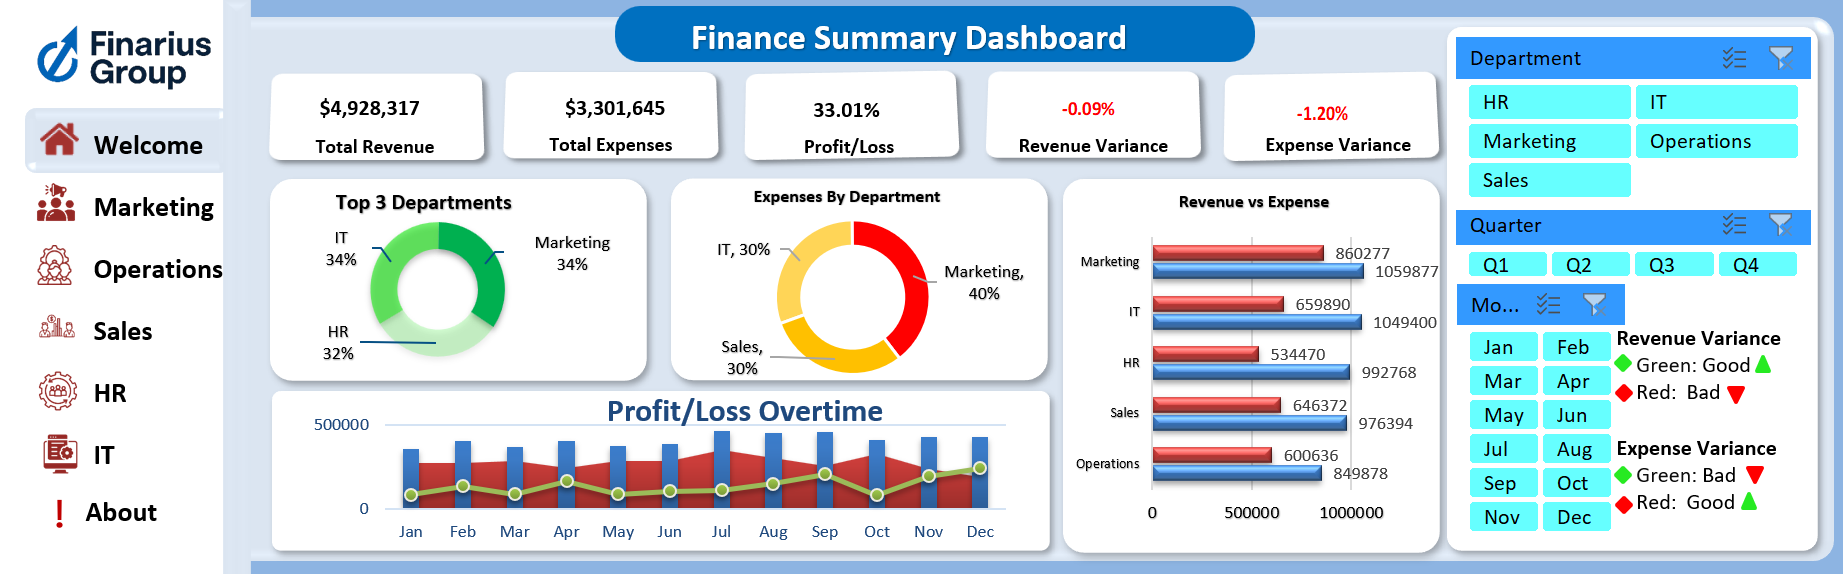 Finarius
Group
Welcome
Marketing
Operations
Sales
HR
IT
About
Finance Summary Dashboard
$4,928,317
Total Revenue
$3,301,645
Total Expenses
33.01%
Profit/Loss
-0.09%
Revenue Variance
-1.20%
Expense Variance
Top 3 Departments
IT
34%
Marketing
34%
HR
32%
Expenses By Department
IT, 30%
Marketing,
40%
Sales,
30%
Revenue vs Expense
Marketing
860277
1059877
IT
659890
1049400
HR
534470
992768
Sales
646372
976394
Operations
600636
849878
0 500000 1000000
Profit/Loss Overtime
500000
0
Jan Feb Mar Apr May Jun Jul Aug Sep Oct Nov Dec
Department
HR IT
Marketing Operations
Sales
Quarter
Q1 Q2 Q3 Q4
Mo...
Jan Feb
Mar Apr
May Jun
Jul Aug
Sep Oct
Nov Dec
Revenue Variance
Green: Good
Red: Bad
Expense Variance
Green: Bad
Red: Good